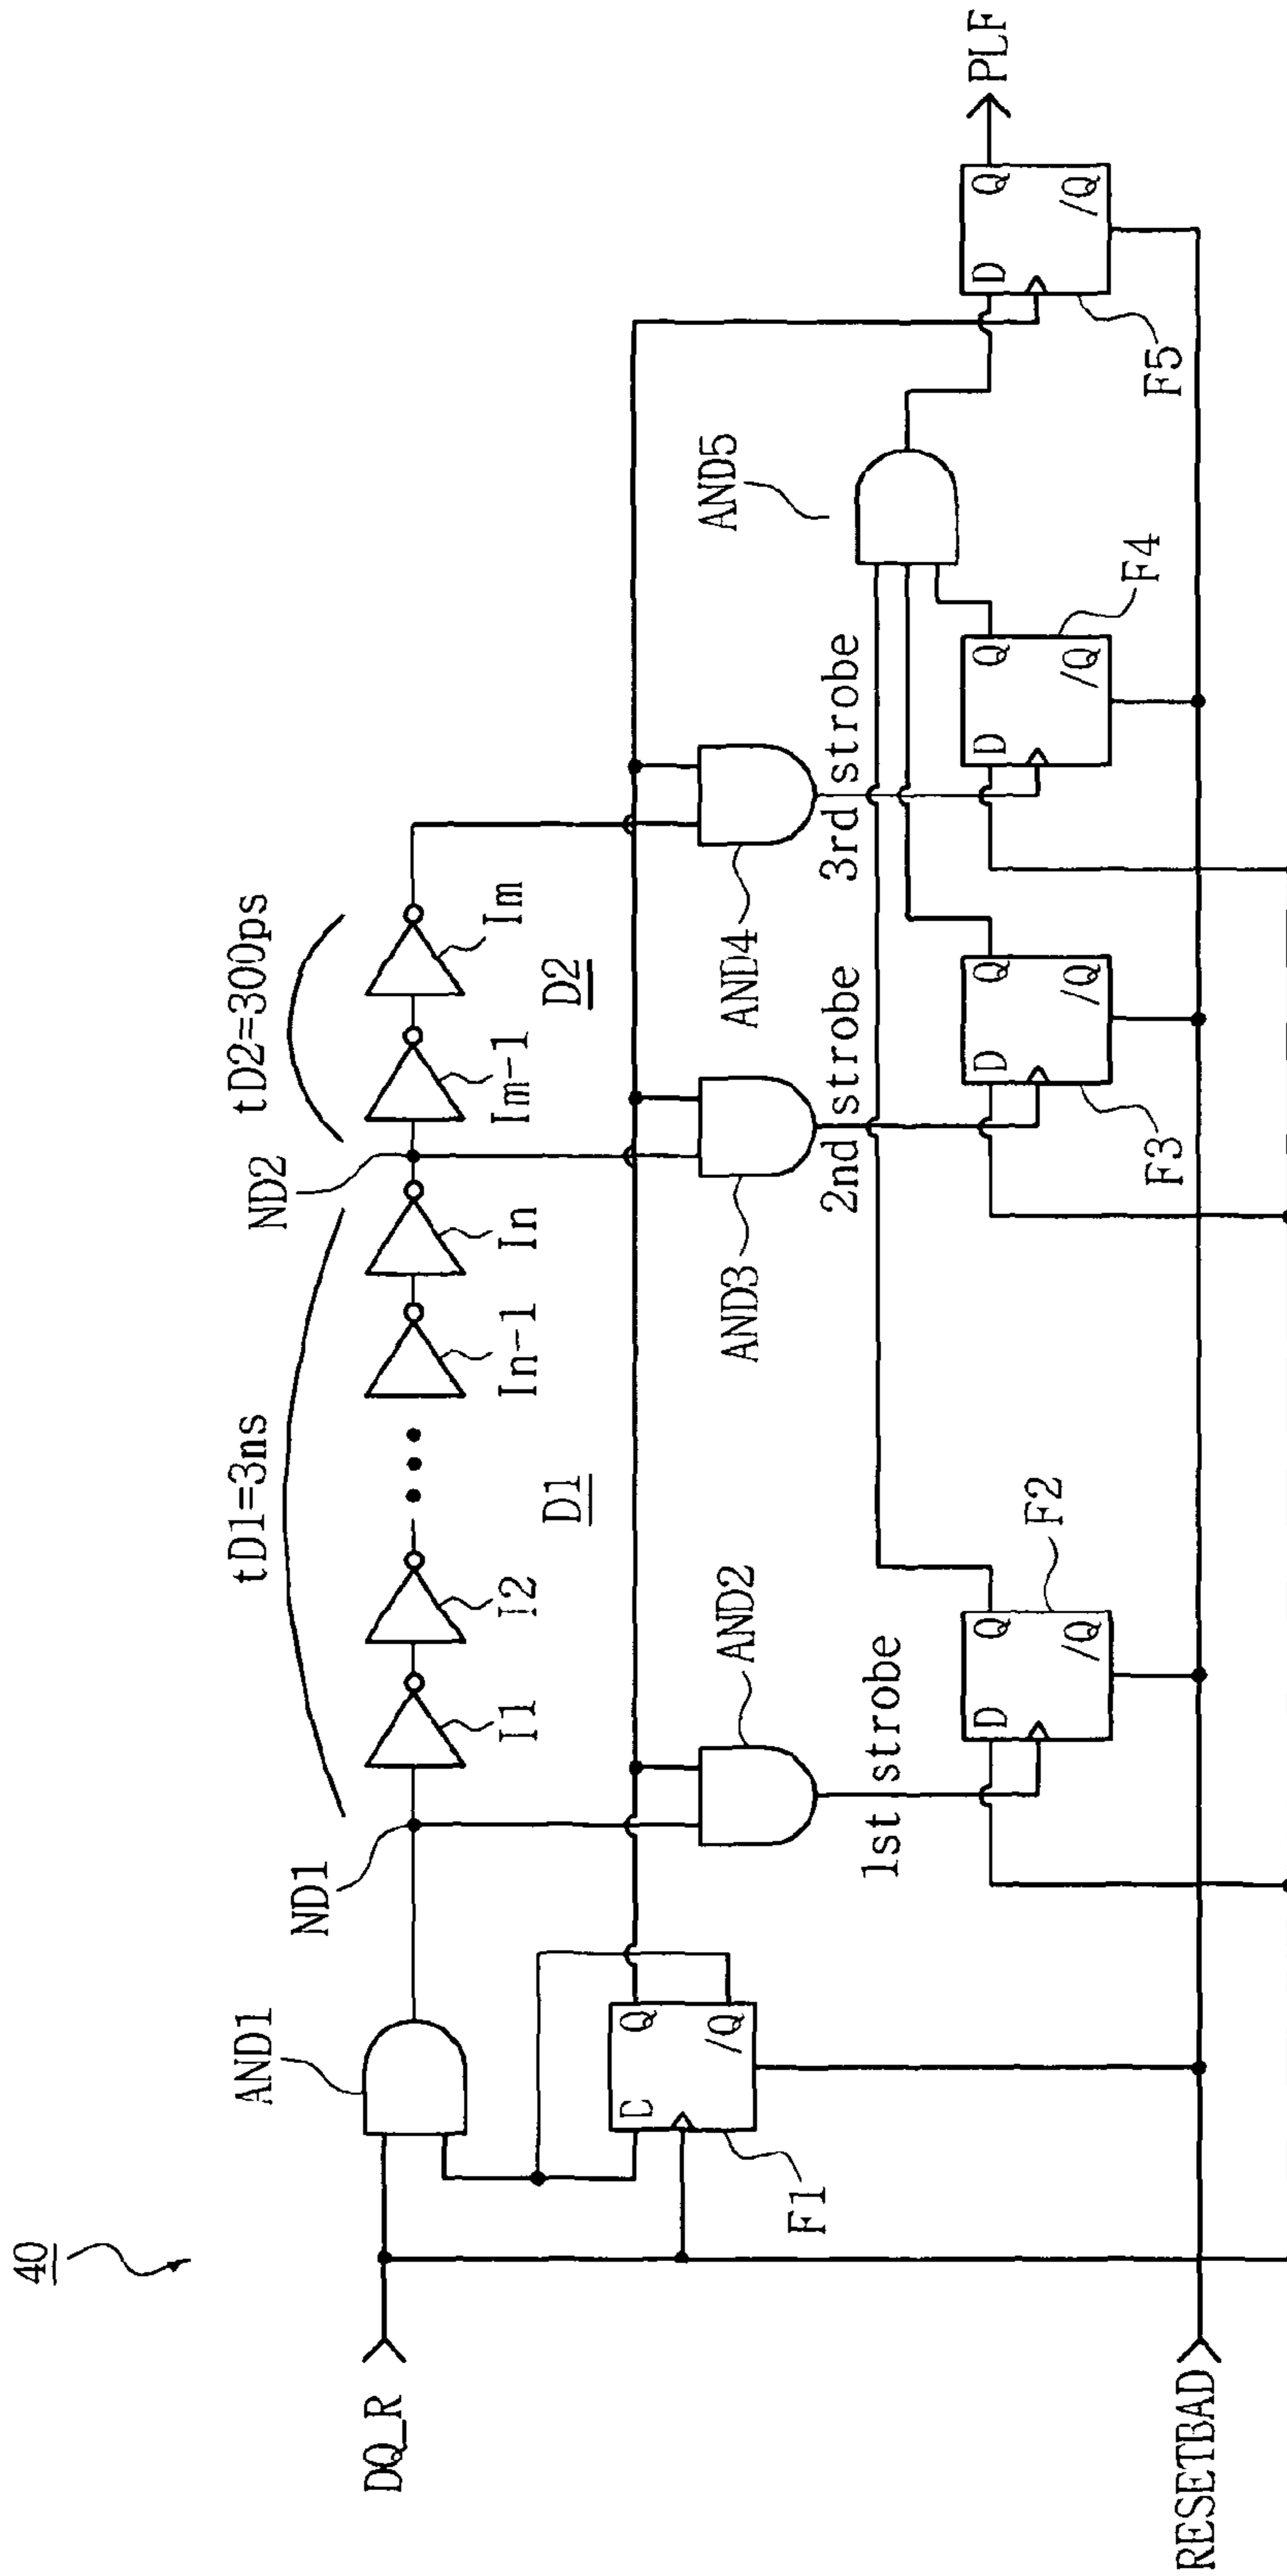 40
tD1=3ns
tD2=300ps
ND1
ND2
AND1
I1
I2
In-1
In
Im-1
Im
D1
D2
DQ_R
D
Q
/Q
F1
AND2
AND3
AND4
AND5
1st strobe
2nd strobe
3rd strobe
D
Q
/Q
F2
D
Q
/Q
F3
D
Q
/Q
F4
D
Q
/Q
F5
PLF
RESETBAD